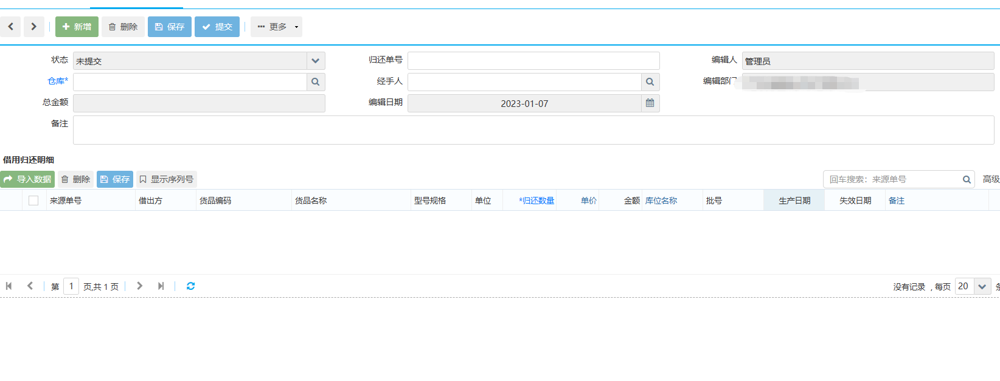 新增 删除 保存 提交 更多
状态 未提交 归还单号 编辑人 管理员
仓库* 经手人 编辑部门
总金额 编辑日期 2023-01-07
备注
借用归还明细
导入数据 删除 保存 显示序列号 回车搜索：来源单号 高级
来源单号 借出方 货品编码 货品名称 型号规格 单位 *归还数量 单价 金额 库位名称 批号 生产日期 失效日期 备注
第 1 页,共 1 页 没有记录 ，每页 20